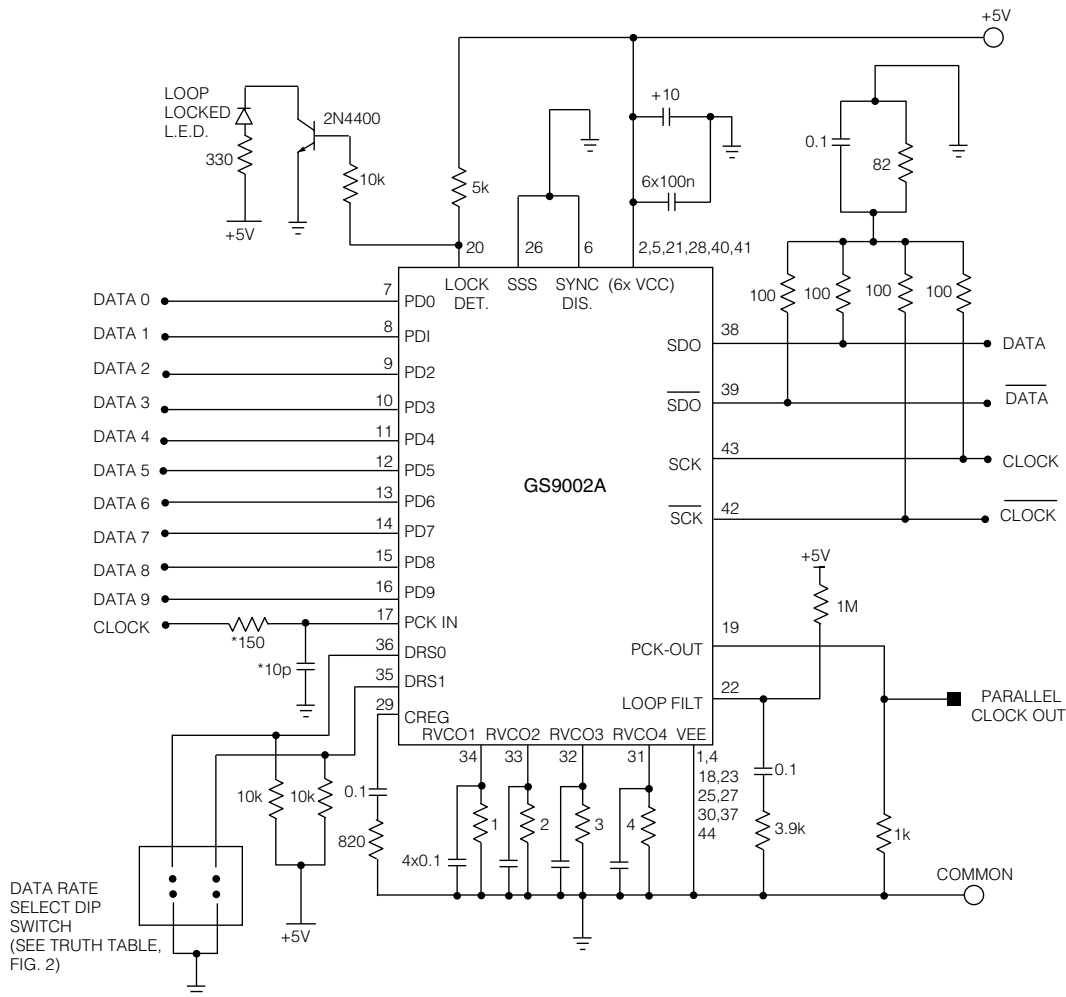 +5V
LOOP
LOCKED
L.E.D.
2N4400
330
10k
+5V
5k
+10
6x100n
0.1
82
20
26
6
2,5,21,28,40,41
LOCK
DET.
SSS
SYNC
DIS.
(6x VCC)
100
100
100
100
DATA 0
7
PD0
DATA 1
8
PDI
DATA 2
9
PD2
DATA 3
10
PD3
DATA 4
11
PD4
DATA 5
12
PD5
DATA 6
13
PD6
DATA 7
14
PD7
DATA 8
15
PD8
DATA 9
16
PD9
CLOCK
*150
17
PCK IN
*10p
36
DRS0
35
DRS1
29
CREG
GS9002A
SDO
38
DATA
SDO
39
DATA
SCK
43
CLOCK
SCK
42
CLOCK
+5V
1M
PCK-OUT
19
LOOP FILT
22
PARALLEL
CLOCK OUT
RVCO1
RVCO2
RVCO3
RVCO4
VEE
34
33
32
31
1,4
18,23
25,27
30,37
44
0.1
3.9k
1k
10k
10k
0.1
820
4x0.1
1
2
3
4
COMMON
+5V
DATA RATE
SELECT DIP
SWITCH
(SEE TRUTH TABLE,
FIG. 2)